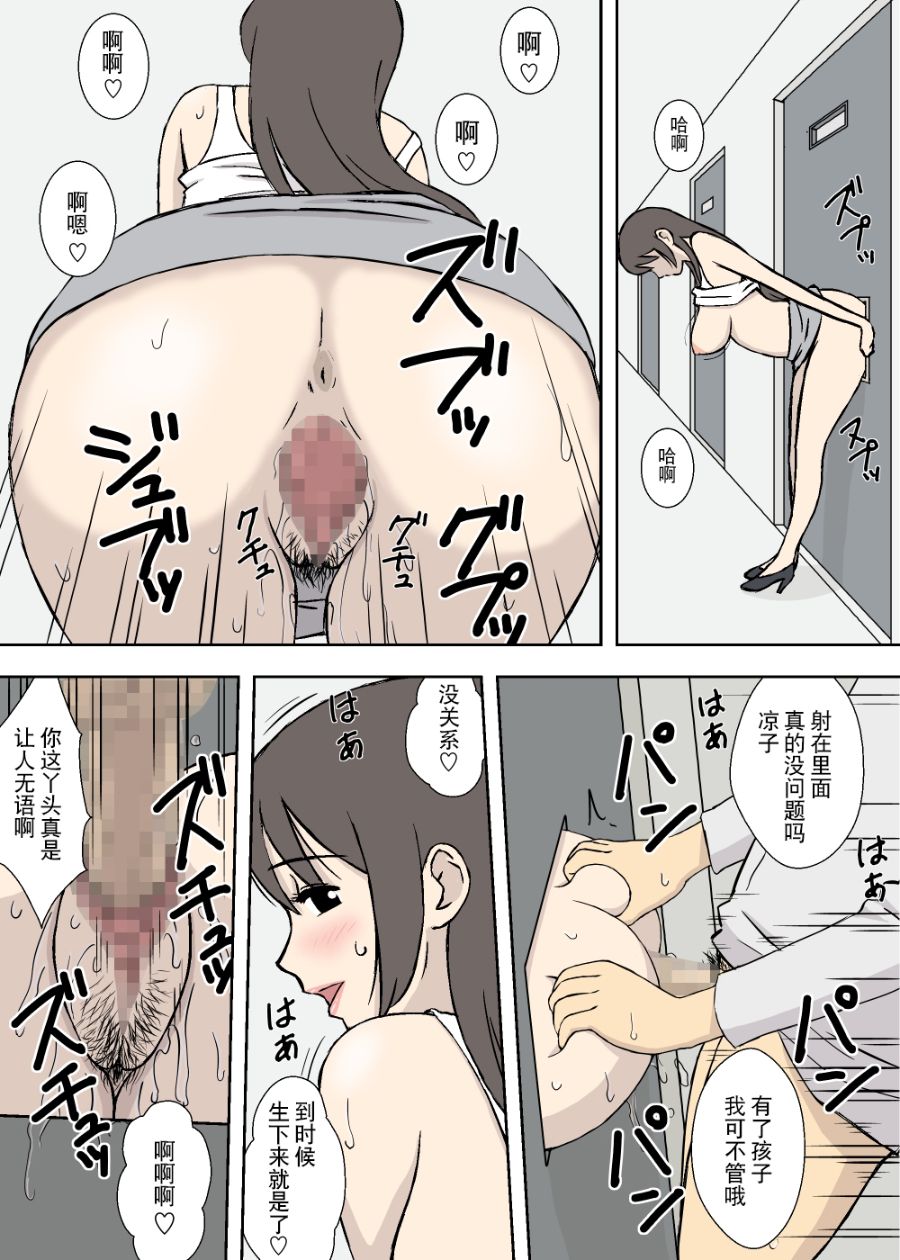 哈
啊
ズプッ
哈
啊
ヌプッ
啊♡
啊♡
啊
啊♡
啊
嗯♡
ズブッ
ズブッ
グプッ
ジュブッ
グチュ
グチュ
射在里面
真的没问题吗
凉子
はぁ
はぁ
パン
パン
パン
有了孩子
我可不管哦
没关系♡
はぁ
はぁ
到时候
生下来就是了♡
你这丫头真是
让人无语啊
ズチュッ
ズチュッ
啊
啊
啊♡